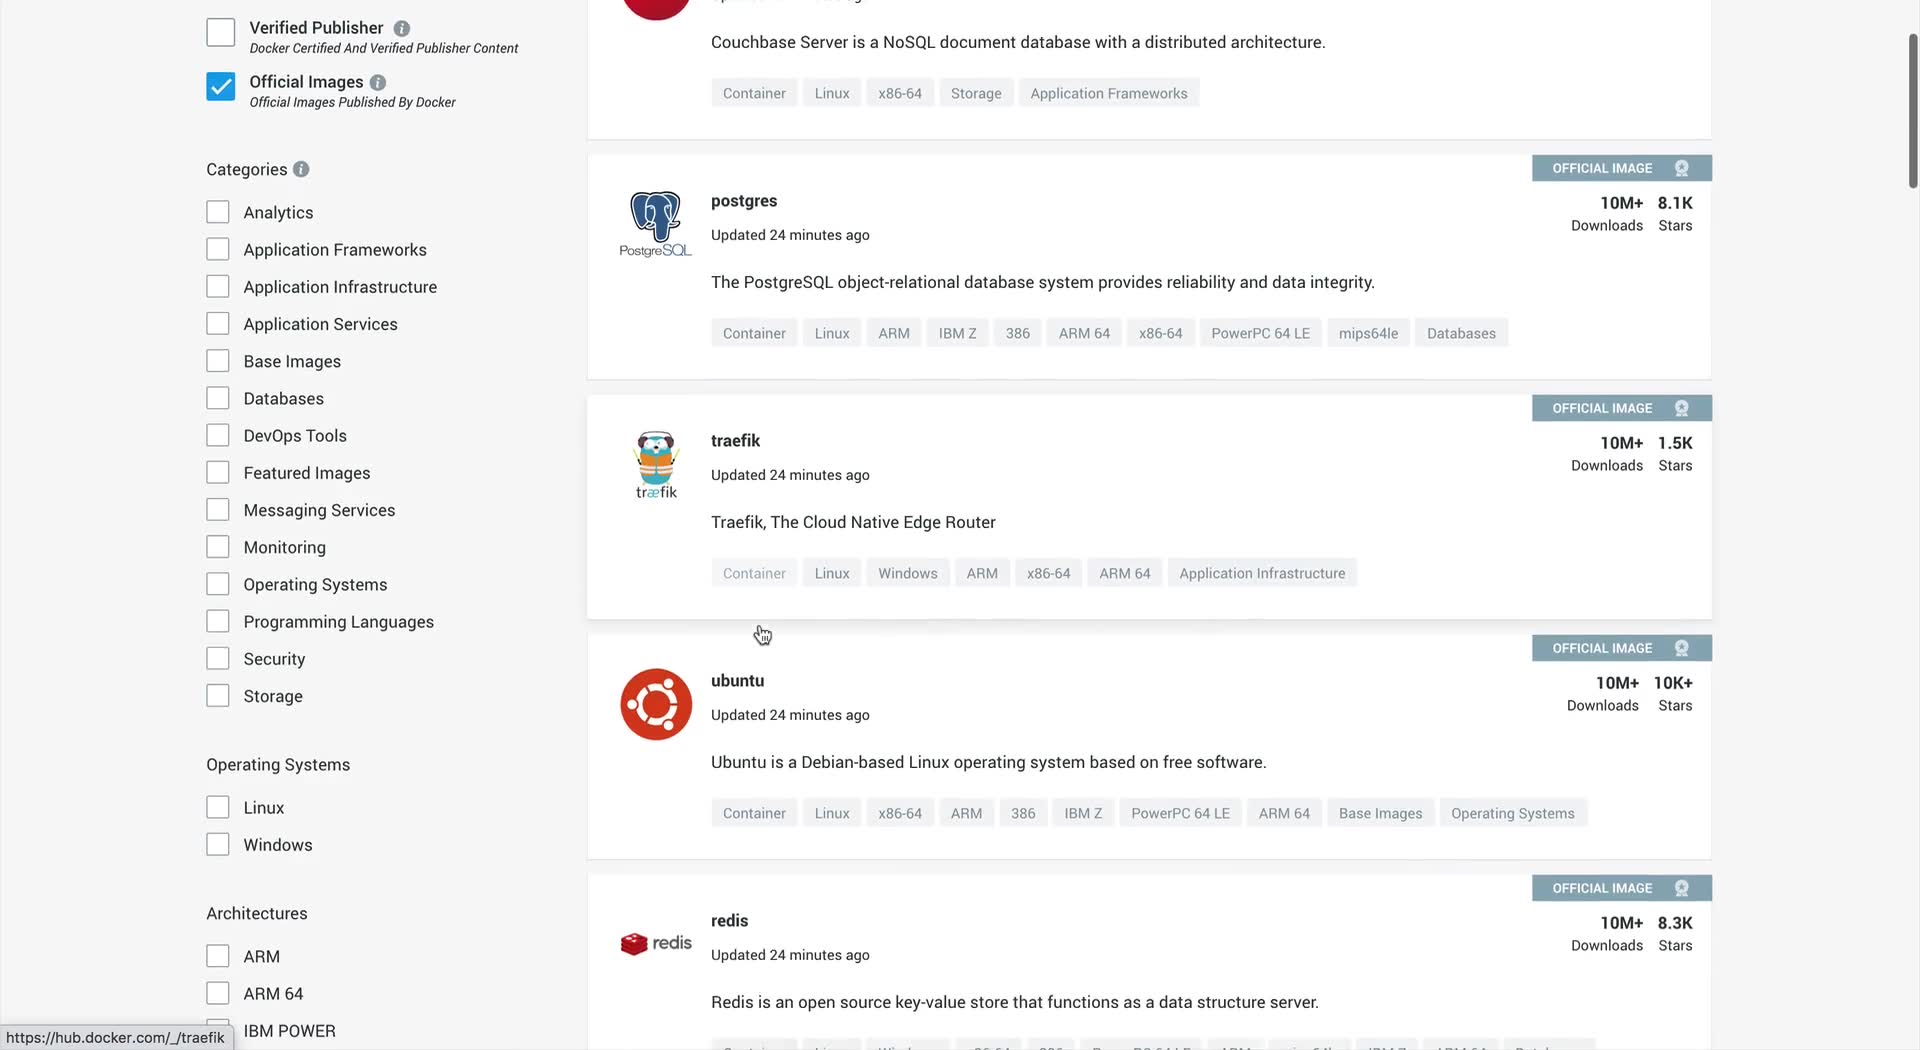 Verified Publisher
Docker Certified And Verified Publisher Content
Official Images
Official Images Published By Docker
Categories
Analytics
Application Frameworks
Application Infrastructure
Application Services
Base Images
Databases
DevOps Tools
Featured Images
Messaging Services
Monitoring
Operating Systems
Programming Languages
Security
Storage
Operating Systems
Linux
Windows
Architectures
ARM
ARM 64
IBM POWER
https://hub.docker.com/_/traefik
Couchbase Server is a NoSQL document database with a distributed architecture.
Container Linux x86-64 Storage Application Frameworks
OFFICIAL IMAGE
PostgreSQL
postgres
Updated 24 minutes ago
10M+ 8.1K
Downloads Stars
The PostgreSQL object-relational database system provides reliability and data integrity.
Container Linux ARM IBM Z 386 ARM 64 x86-64 PowerPC 64 LE mips64le Databases
OFFICIAL IMAGE
træfik
traefik
Updated 24 minutes ago
10M+ 1.5K
Downloads Stars
Traefik, The Cloud Native Edge Router
Container Linux Windows ARM x86-64 ARM 64 Application Infrastructure
OFFICIAL IMAGE
ubuntu
Updated 24 minutes ago
10M+ 10K+
Downloads Stars
Ubuntu is a Debian-based Linux operating system based on free software.
Container Linux x86-64 ARM 386 IBM Z PowerPC 64 LE ARM 64 Base Images Operating Systems
OFFICIAL IMAGE
redis
redis
Updated 24 minutes ago
10M+ 8.3K
Downloads Stars
Redis is an open source key-value store that functions as a data structure server.